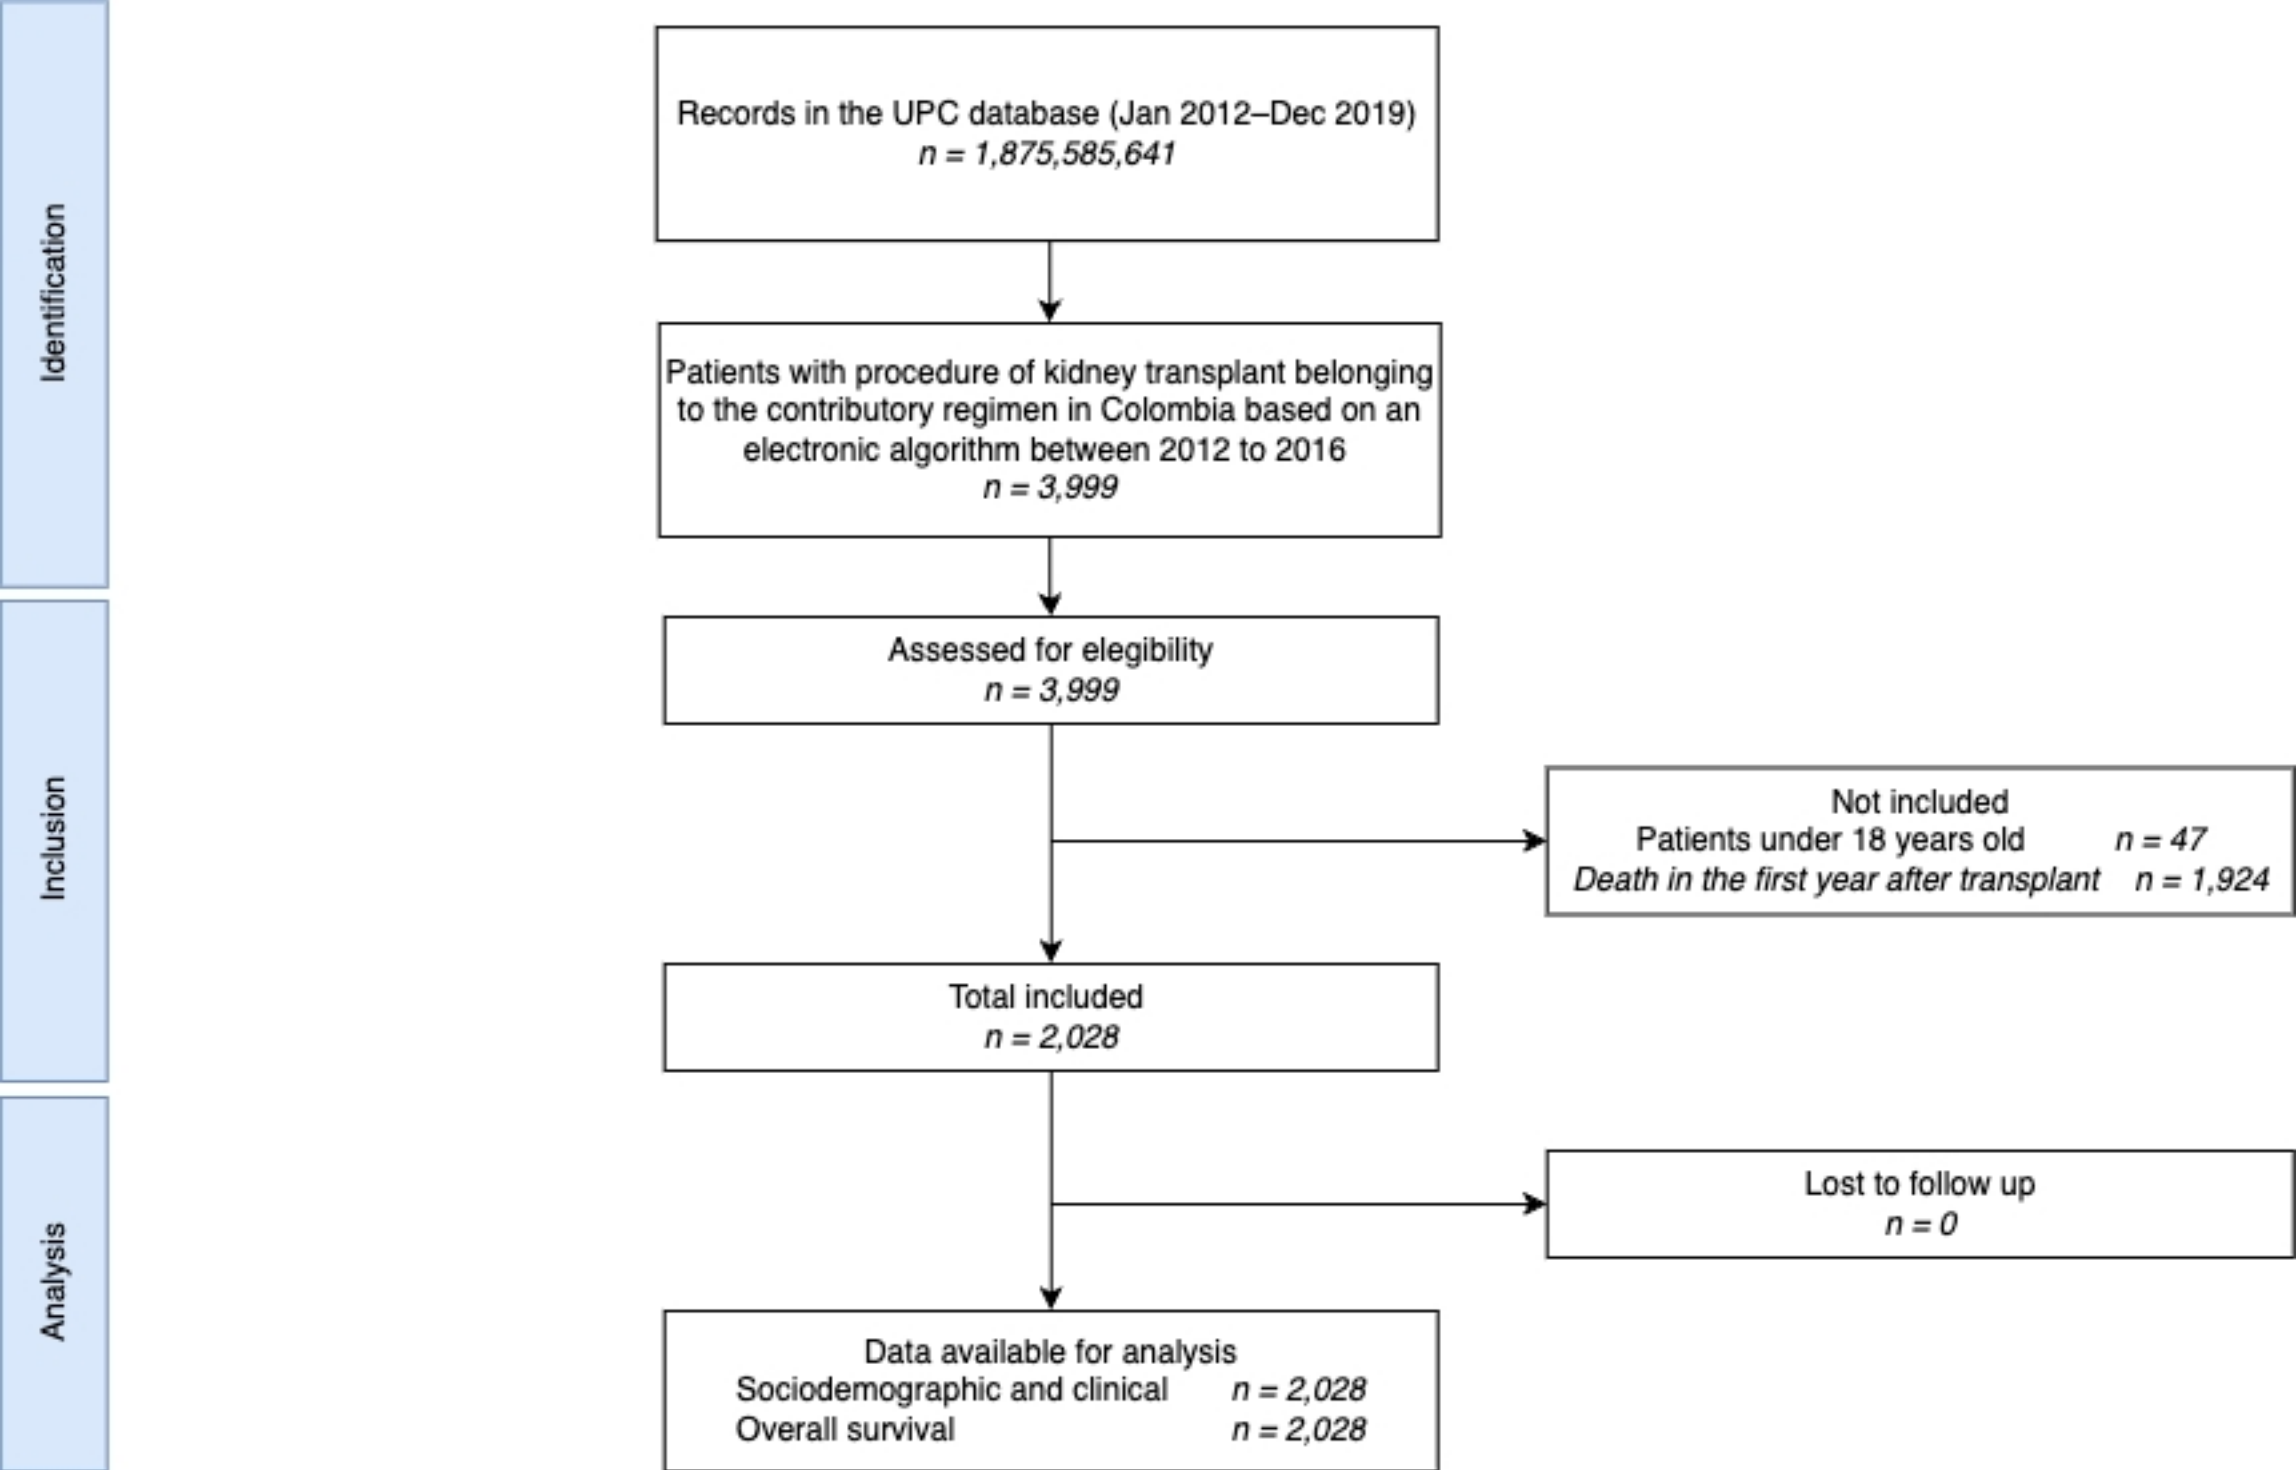 Identification
Records in the UPC database (Jan 2012–Dec 2019)
n = 1,875,585,641
Patients with procedure of kidney transplant belonging
to the contributory regimen in Colombia based on an
electronic algorithm between 2012 to 2016
n = 3,999
Inclusion
Assessed for elegibility
n = 3,999
Not included
Patients under 18 years old n = 47
Death in the first year after transplant n = 1,924
Total included
n = 2,028
Analysis
Lost to follow up
n = 0
Data available for analysis
Sociodemographic and clinical n = 2,028
Overall survival n = 2,028